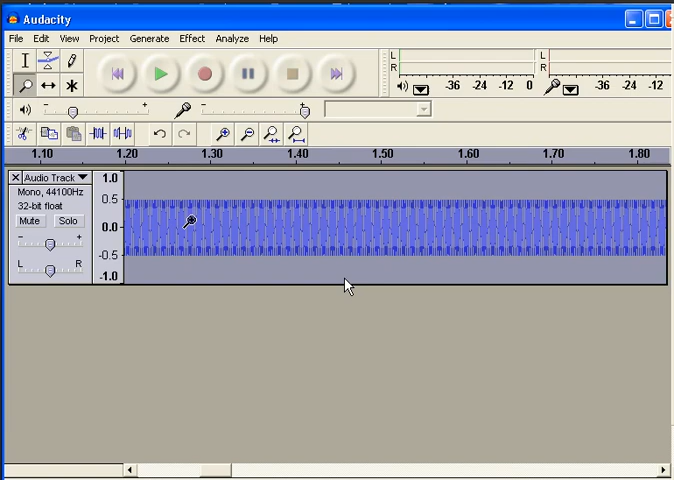 Audacity
File Edit View Project Generate Effect Analyze Help
L L
R R
-36 -24 -12 0 -36 -24 -12
- + - +
1.10 1.20 1.30 1.40 1.50 1.60 1.70 1.80
Audio Track 1.0
Mono, 44100Hz
32-bit float 0.5
Mute Solo 0.0
- +
-0.5
L R
-1.0